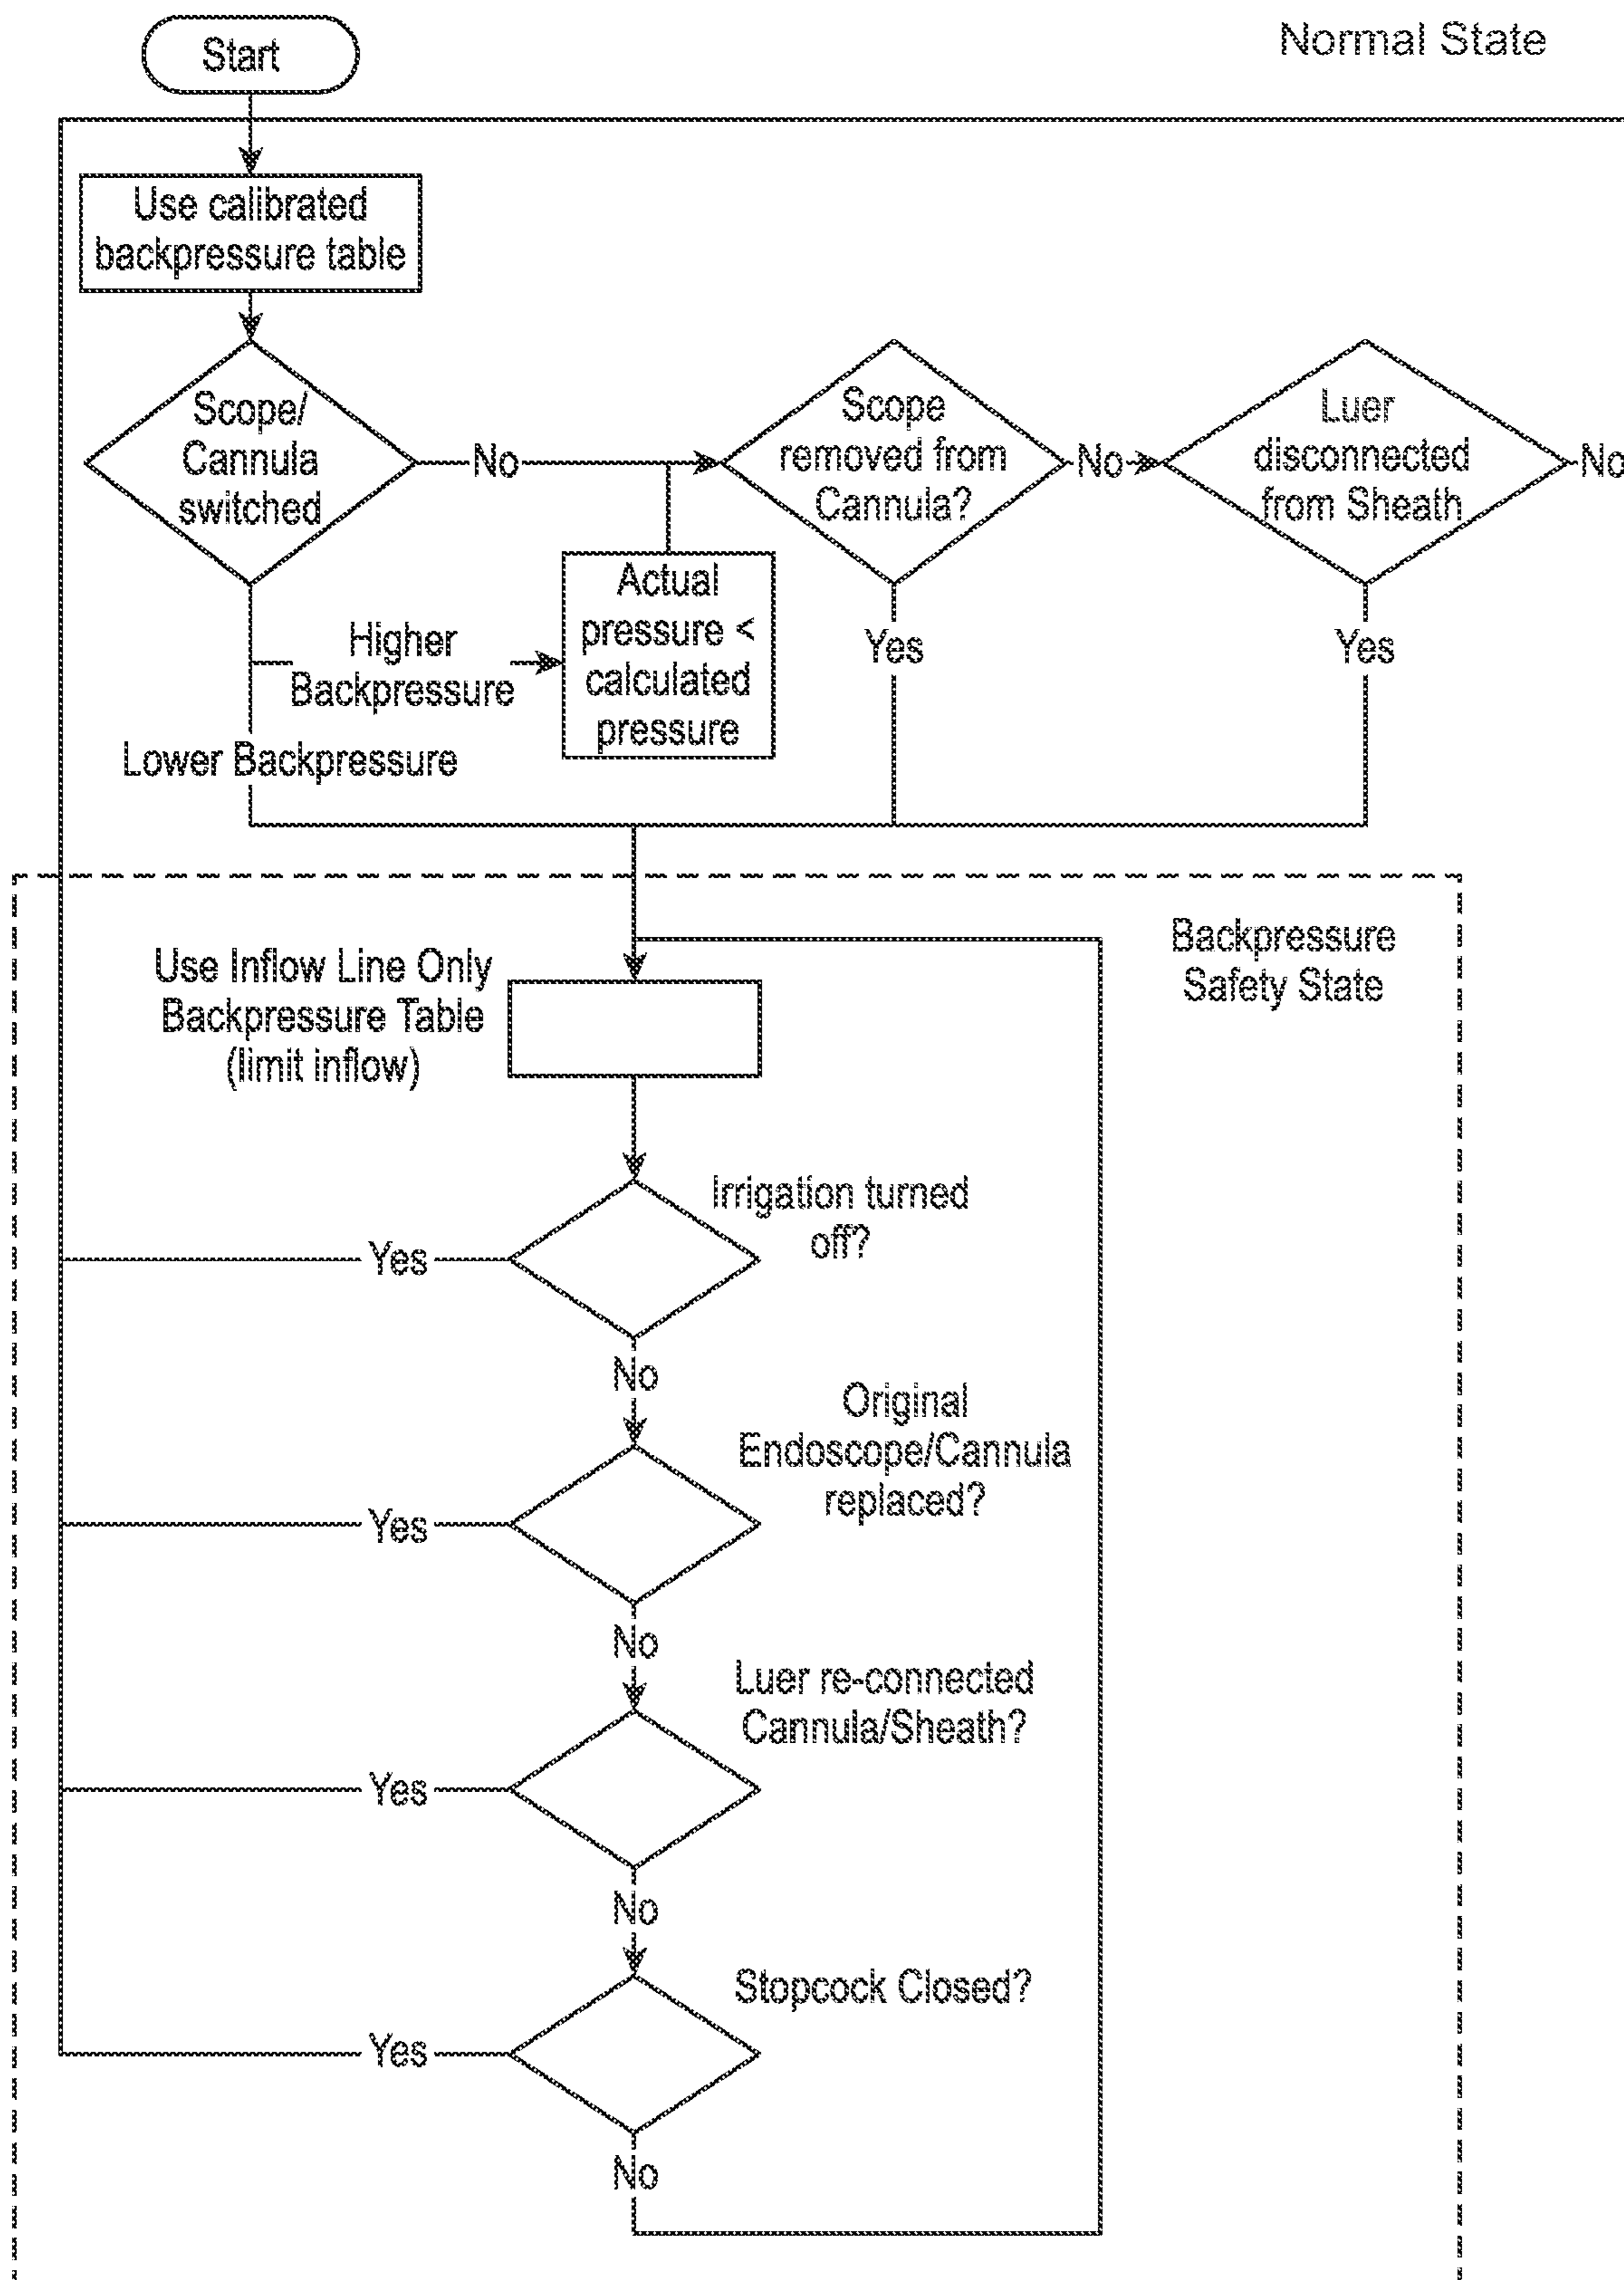 Start
Normal State
Use calibrated
backpressure table
Scope/
Cannula
switched
No
Scope
removed from
Cannula?
No
Luer
disconnected
from Sheath
No
Actual
pressure <
calculated
pressure
Higher
Backpressure
Yes
Yes
Lower Backpressure
Backpressure
Safety State
Use Inflow Line Only
Backpressure Table
(limit inflow)
Irrigation turned
off?
Yes
No
Original
Endoscope/Cannula
replaced?
Yes
No
Luer re-connected
Cannula/Sheath?
Yes
No
Stopcock Closed?
Yes
No